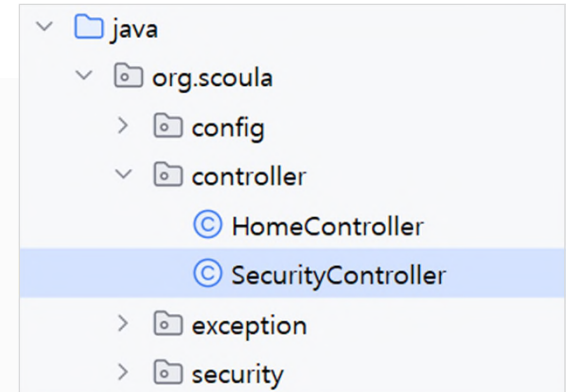 java
org.scoula
config
controller
HomeController
SecurityController
exception
security